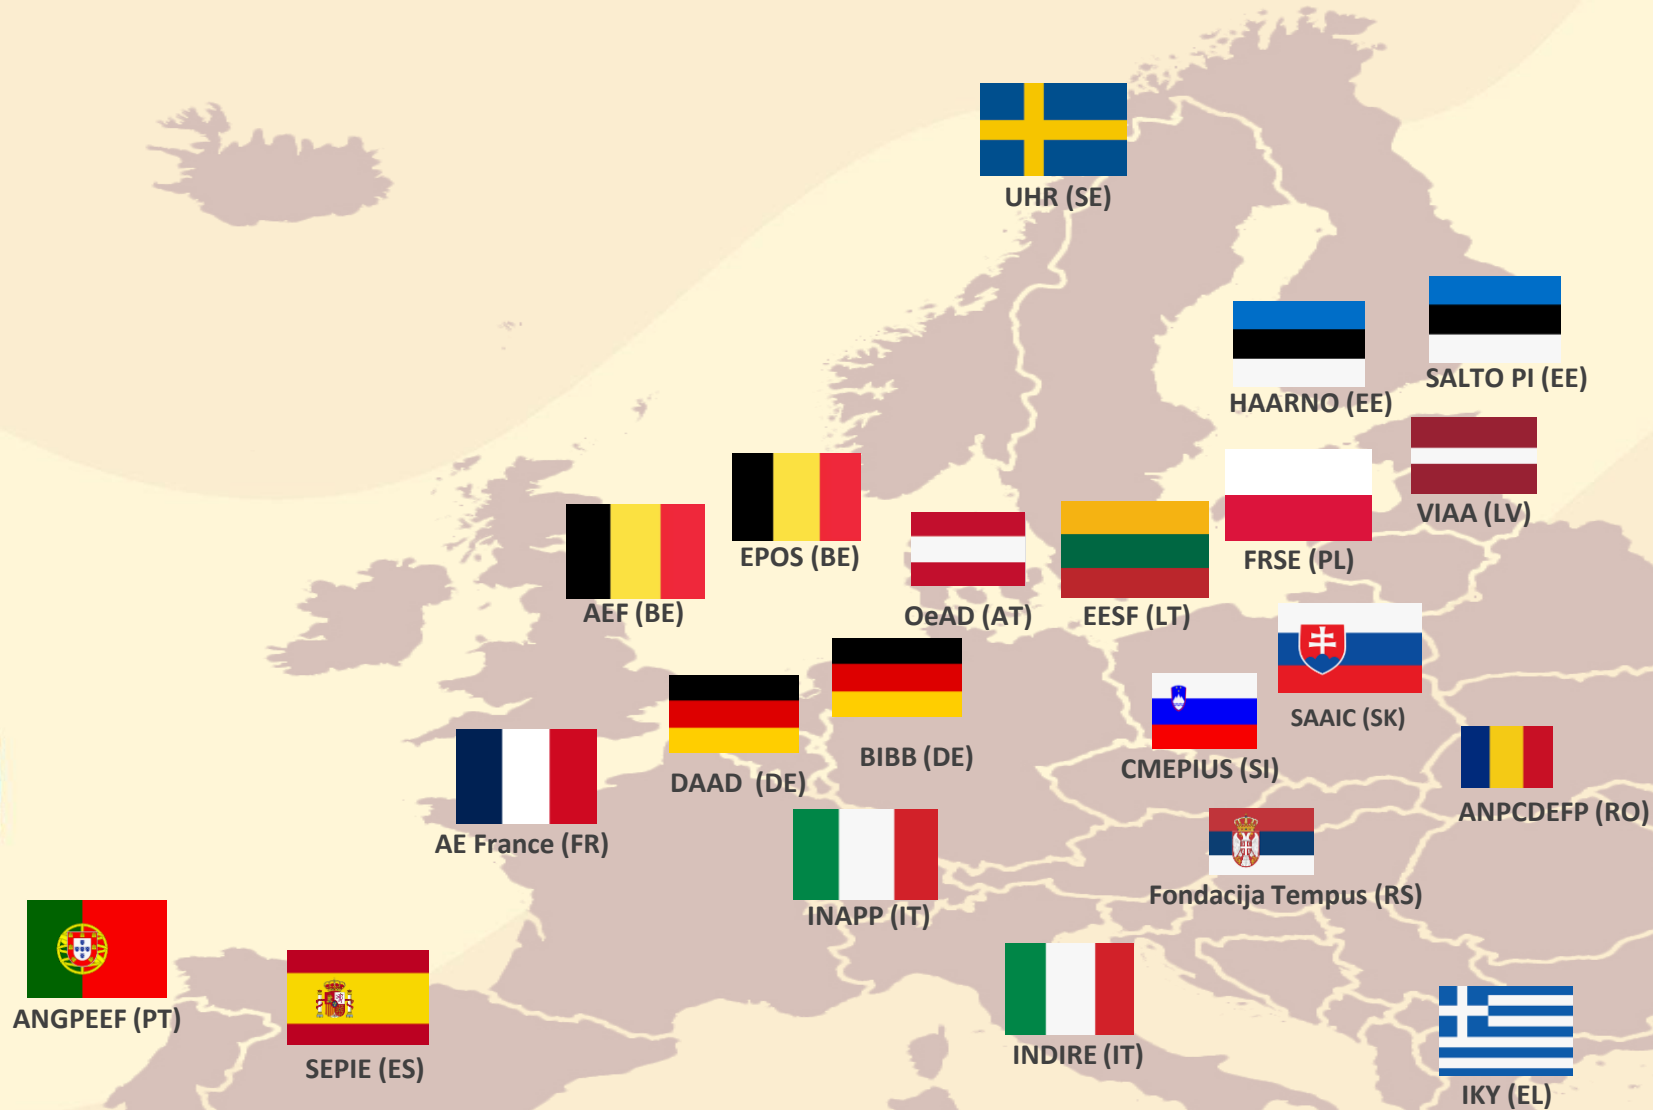 UHR (SE)
SALTO PI (EE)
HAARNO (EE)
VIAA (LV)
EPOS (BE)
FRSE (PL)
AEF (BE)
OeAD (AT)
EESF (LT)
SAAIC (SK)
BIBB (DE)
CMEPIUS (SI)
DAAD (DE)
ANPCDEFP (RO)
AE France (FR)
Fondacija Tempus (RS)
INAPP (IT)
ANGPEEF (PT)
INDIRE (IT)
SEPIE (ES)
IKY (EL)